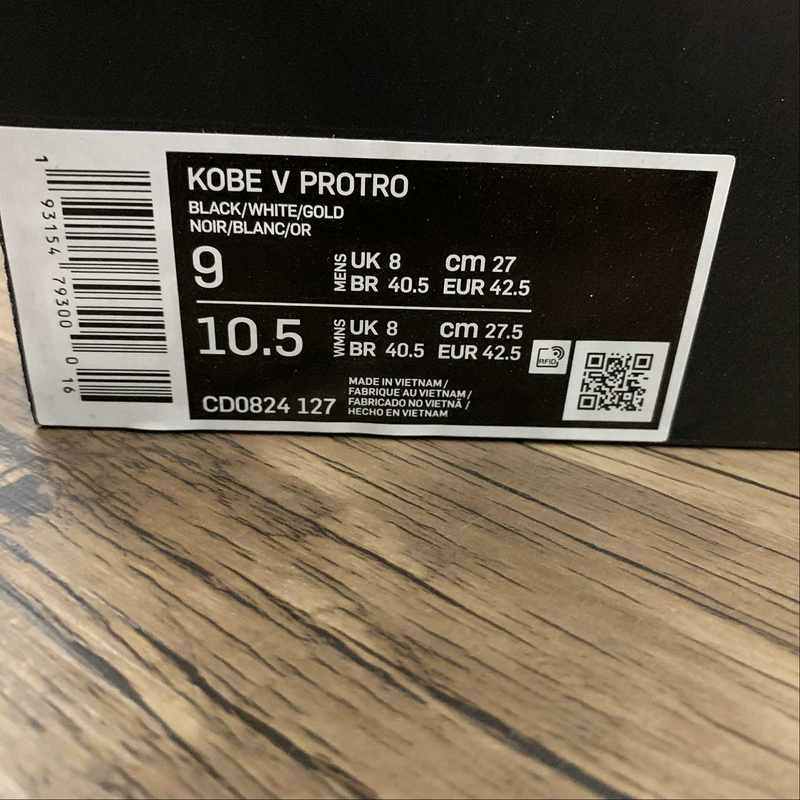 KOBE V PROTRO
BLACK/WHITE/GOLD
NOIR/BLANC/OR
9 MENS UK 8 cm 27
BR 40.5 EUR 42.5
10.5 WMNS UK 8 cm 27.5
BR 40.5 EUR 42.5
RFID
CD0824 127
MADE IN VIETNAM /
FABRIQUE AU VIETNAM /
FABRICADO NO VIETNÃ /
HECHO EN VIETNAM
1 93154 79300 0 16